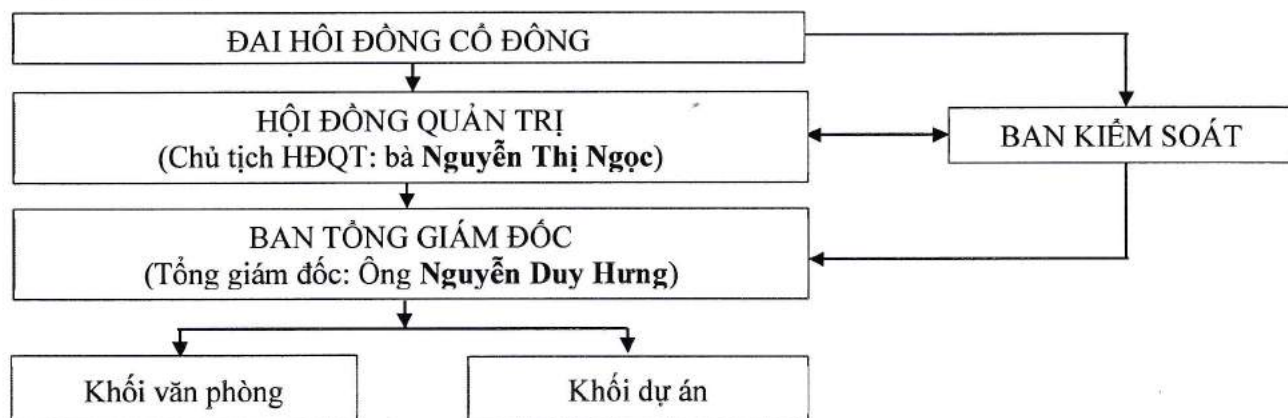 ĐAI HÔI ĐỒNG CỔ ĐÔNG
HỘI ĐỒNG QUẢN TRỊ
(Chủ tịch HĐQT: bà Nguyễn Thị Ngọc)
BAN KIỂM SOÁT
BAN TỔNG GIÁM ĐỐC
(Tổng giám đốc: Ông Nguyễn Duy Hưng)
Khối văn phòng
Khối dự án